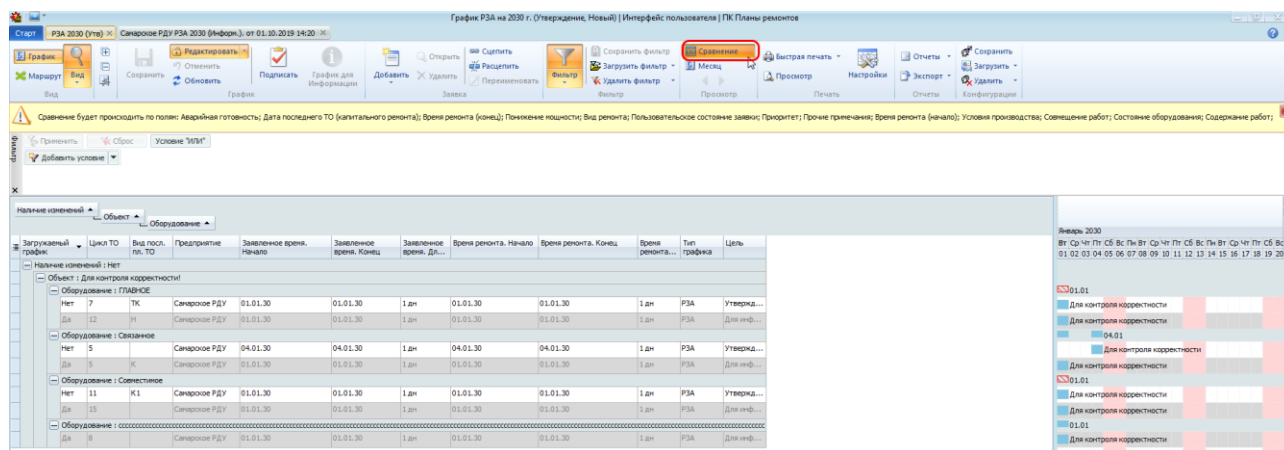 График РЗА на 2030 г. (Утверждение, Новый) | Интерфейс пользователя | ПК Планы ремонтов
Старт РЗА 2030 (Утв) Самарское РДУ РЗА 2030 (Информ.). от 01.10.2019 14:20
График Редактировать Открыть Сцепить Сохранить фильтр Сравнение Быстрая печать Отчеты Сохранить
Отменить Расцепить Загрузить фильтр Месяц Загрузить
Маршрут Вид Сохранить Обновить Подписать График для Информации Добавить Удалить Переименовать Фильтр Удалить фильтр Просмотр Настройки Экспорт Удалить
Вид График Заявка Фильтр Просмотр Печать Отчеты Конфигурации
Сравнение будет происходить по полям: Аварийная готовность; Дата последнего ТО (капитального ремонта); Время ремонта (конец); Понижение мощности; Вид ремонта; Пользовательское состояние заявки; Приоритет; Прочие примечания; Время ремонта (начало); Условия производства; Совмещение работ; Состояние оборудования; Содержание работ;
Фильтр
Применить Сброс Условие "ИЛИ"
Добавить условие
Наличие изменений
Объект
Оборудование
Январь 2030
Загружаемый график Цикл ТО Вид посл. пл. ТО Предприятие Заявленное время. Начало Заявленное время. Конец Заявленное время. Дл... Время ремонта. Начало Время ремонта. Конец Время ремонта... Тип графика Цель
Вт Ср Чт Пт Сб Вс Пн Вт Ср Чт Пт Сб Вс Пн Вт Ср Чт Пт Сб Вс
01 02 03 04 05 06 07 08 09 10 11 12 13 14 15 16 17 18 19 20
Наличие изменений : Нет
Объект : Для контроля корректности!
Оборудование : ГЛАВНОЕ 01.01
Нет 7 ТК Самарское РДУ 01.01.30 01.01.30 1 дн 01.01.30 01.01.30 1 дн РЗА Утвержд... Для контроля корректности
Да 12 Н Самарское РДУ 01.01.30 01.01.30 1 дн 01.01.30 01.01.30 1 дн РЗА Для инф... Для контроля корректности
Оборудование : Связанное 04.01
Нет 5 Самарское РДУ 04.01.30 04.01.30 1 дн 04.01.30 04.01.30 1 дн РЗА Утвержд... Для контроля корректности
Да 5 К Самарское РДУ 01.01.30 01.01.30 1 дн 01.01.30 01.01.30 1 дн РЗА Для инф... Для контроля корректности
Оборудование : Совместимое 01.01
Нет 11 К1 Самарское РДУ 01.01.30 01.01.30 1 дн 01.01.30 01.01.30 1 дн РЗА Утвержд... Для контроля корректности
Да 15 Самарское РДУ 01.01.30 01.01.30 1 дн 01.01.30 01.01.30 1 дн РЗА Для инф... Для контроля корректности
Оборудование : 01.01
Да 8 Самарское РДУ 01.01.30 01.01.30 1 дн 01.01.30 01.01.30 1 дн РЗА Для инф... Для контроля корректности